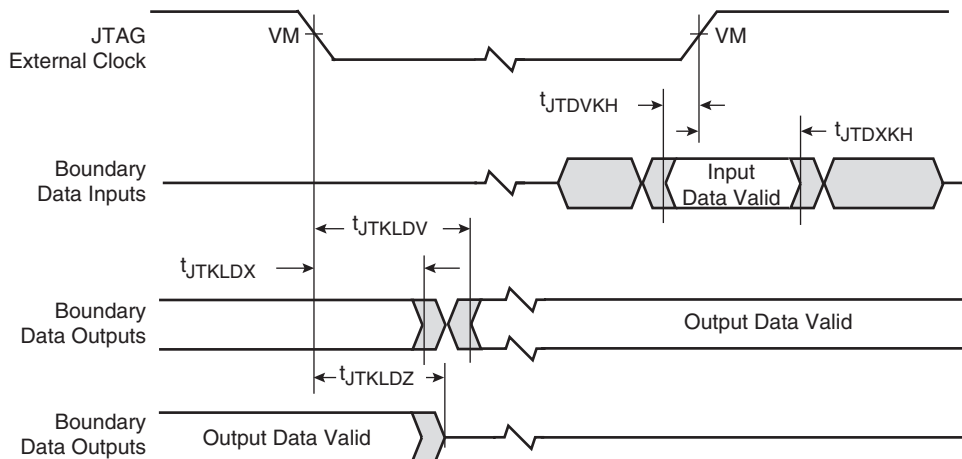 JTAG
External Clock
VM
VM
tJTDVKH
tJTDXKH
Boundary
Data Inputs
Input
Data Valid
tJTKLDV
tJTKLDX
Boundary
Data Outputs
Output Data Valid
tJTKLDZ
Boundary
Data Outputs
Output Data Valid